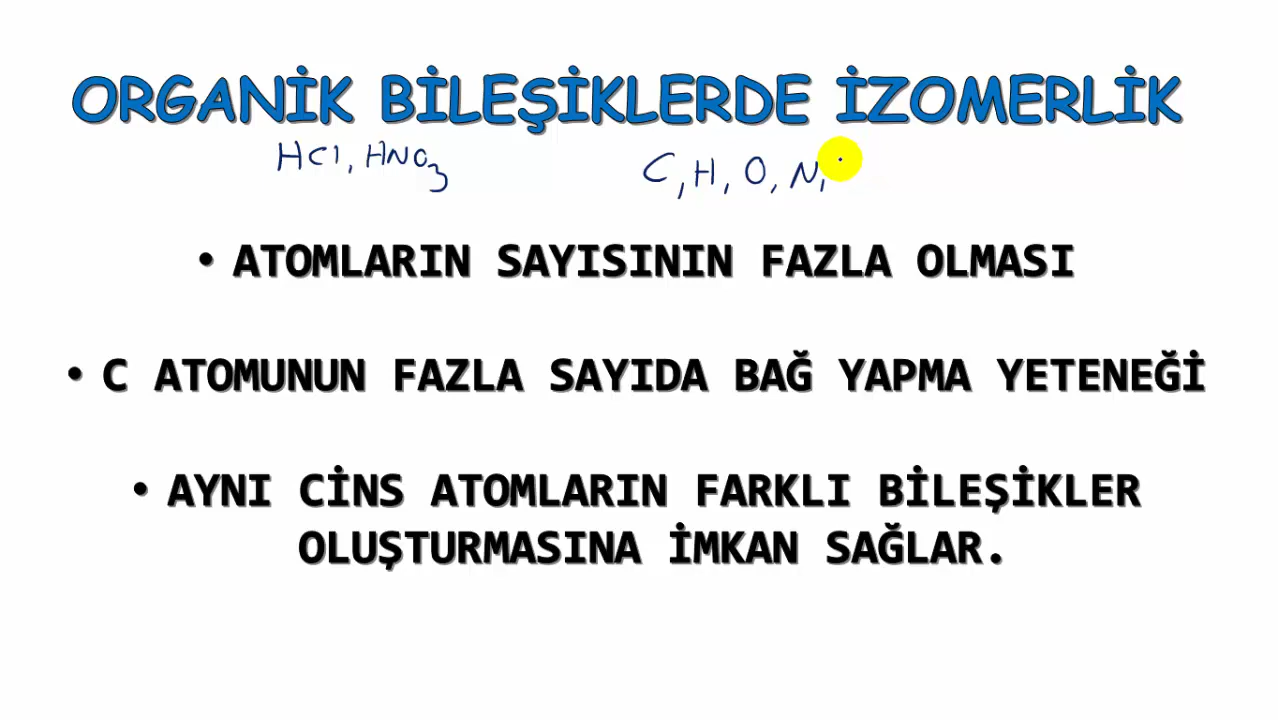 ORGANİK BİLEŞİKLERDE İZOMERLİK
HCl, HNO3 C, H, O, N,
• ATOMLARIN SAYISININ FAZLA OLMASI
• C ATOMUNUN FAZLA SAYIDA BAĞ YAPMA YETENEĞİ
• AYNI CİNS ATOMLARIN FARKLI BİLEŞİKLER
OLUŞTURMASINA İMKAN SAĞLAR.